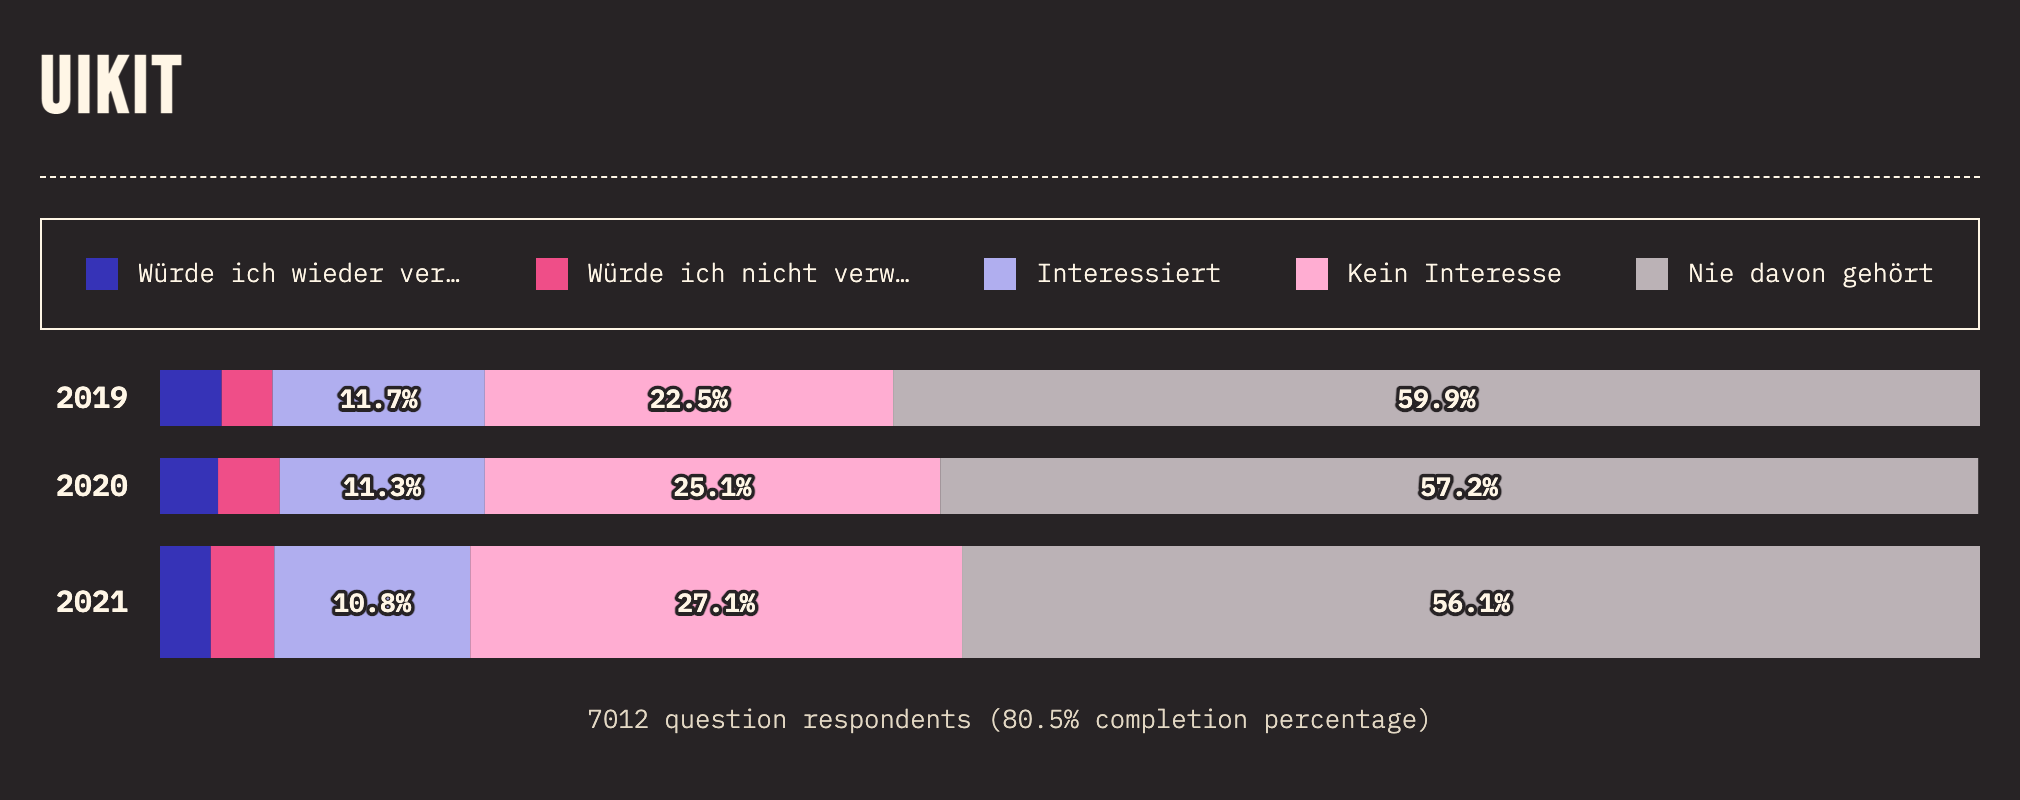 UIKIT
Würde ich wieder ver…
Würde ich nicht verw…
Interessiert
Kein Interesse
Nie davon gehört
2019 11.7% 22.5% 59.9%
2020 11.3% 25.1% 57.2%
2021 10.8% 27.1% 56.1%
7012 question respondents (80.5% completion percentage)